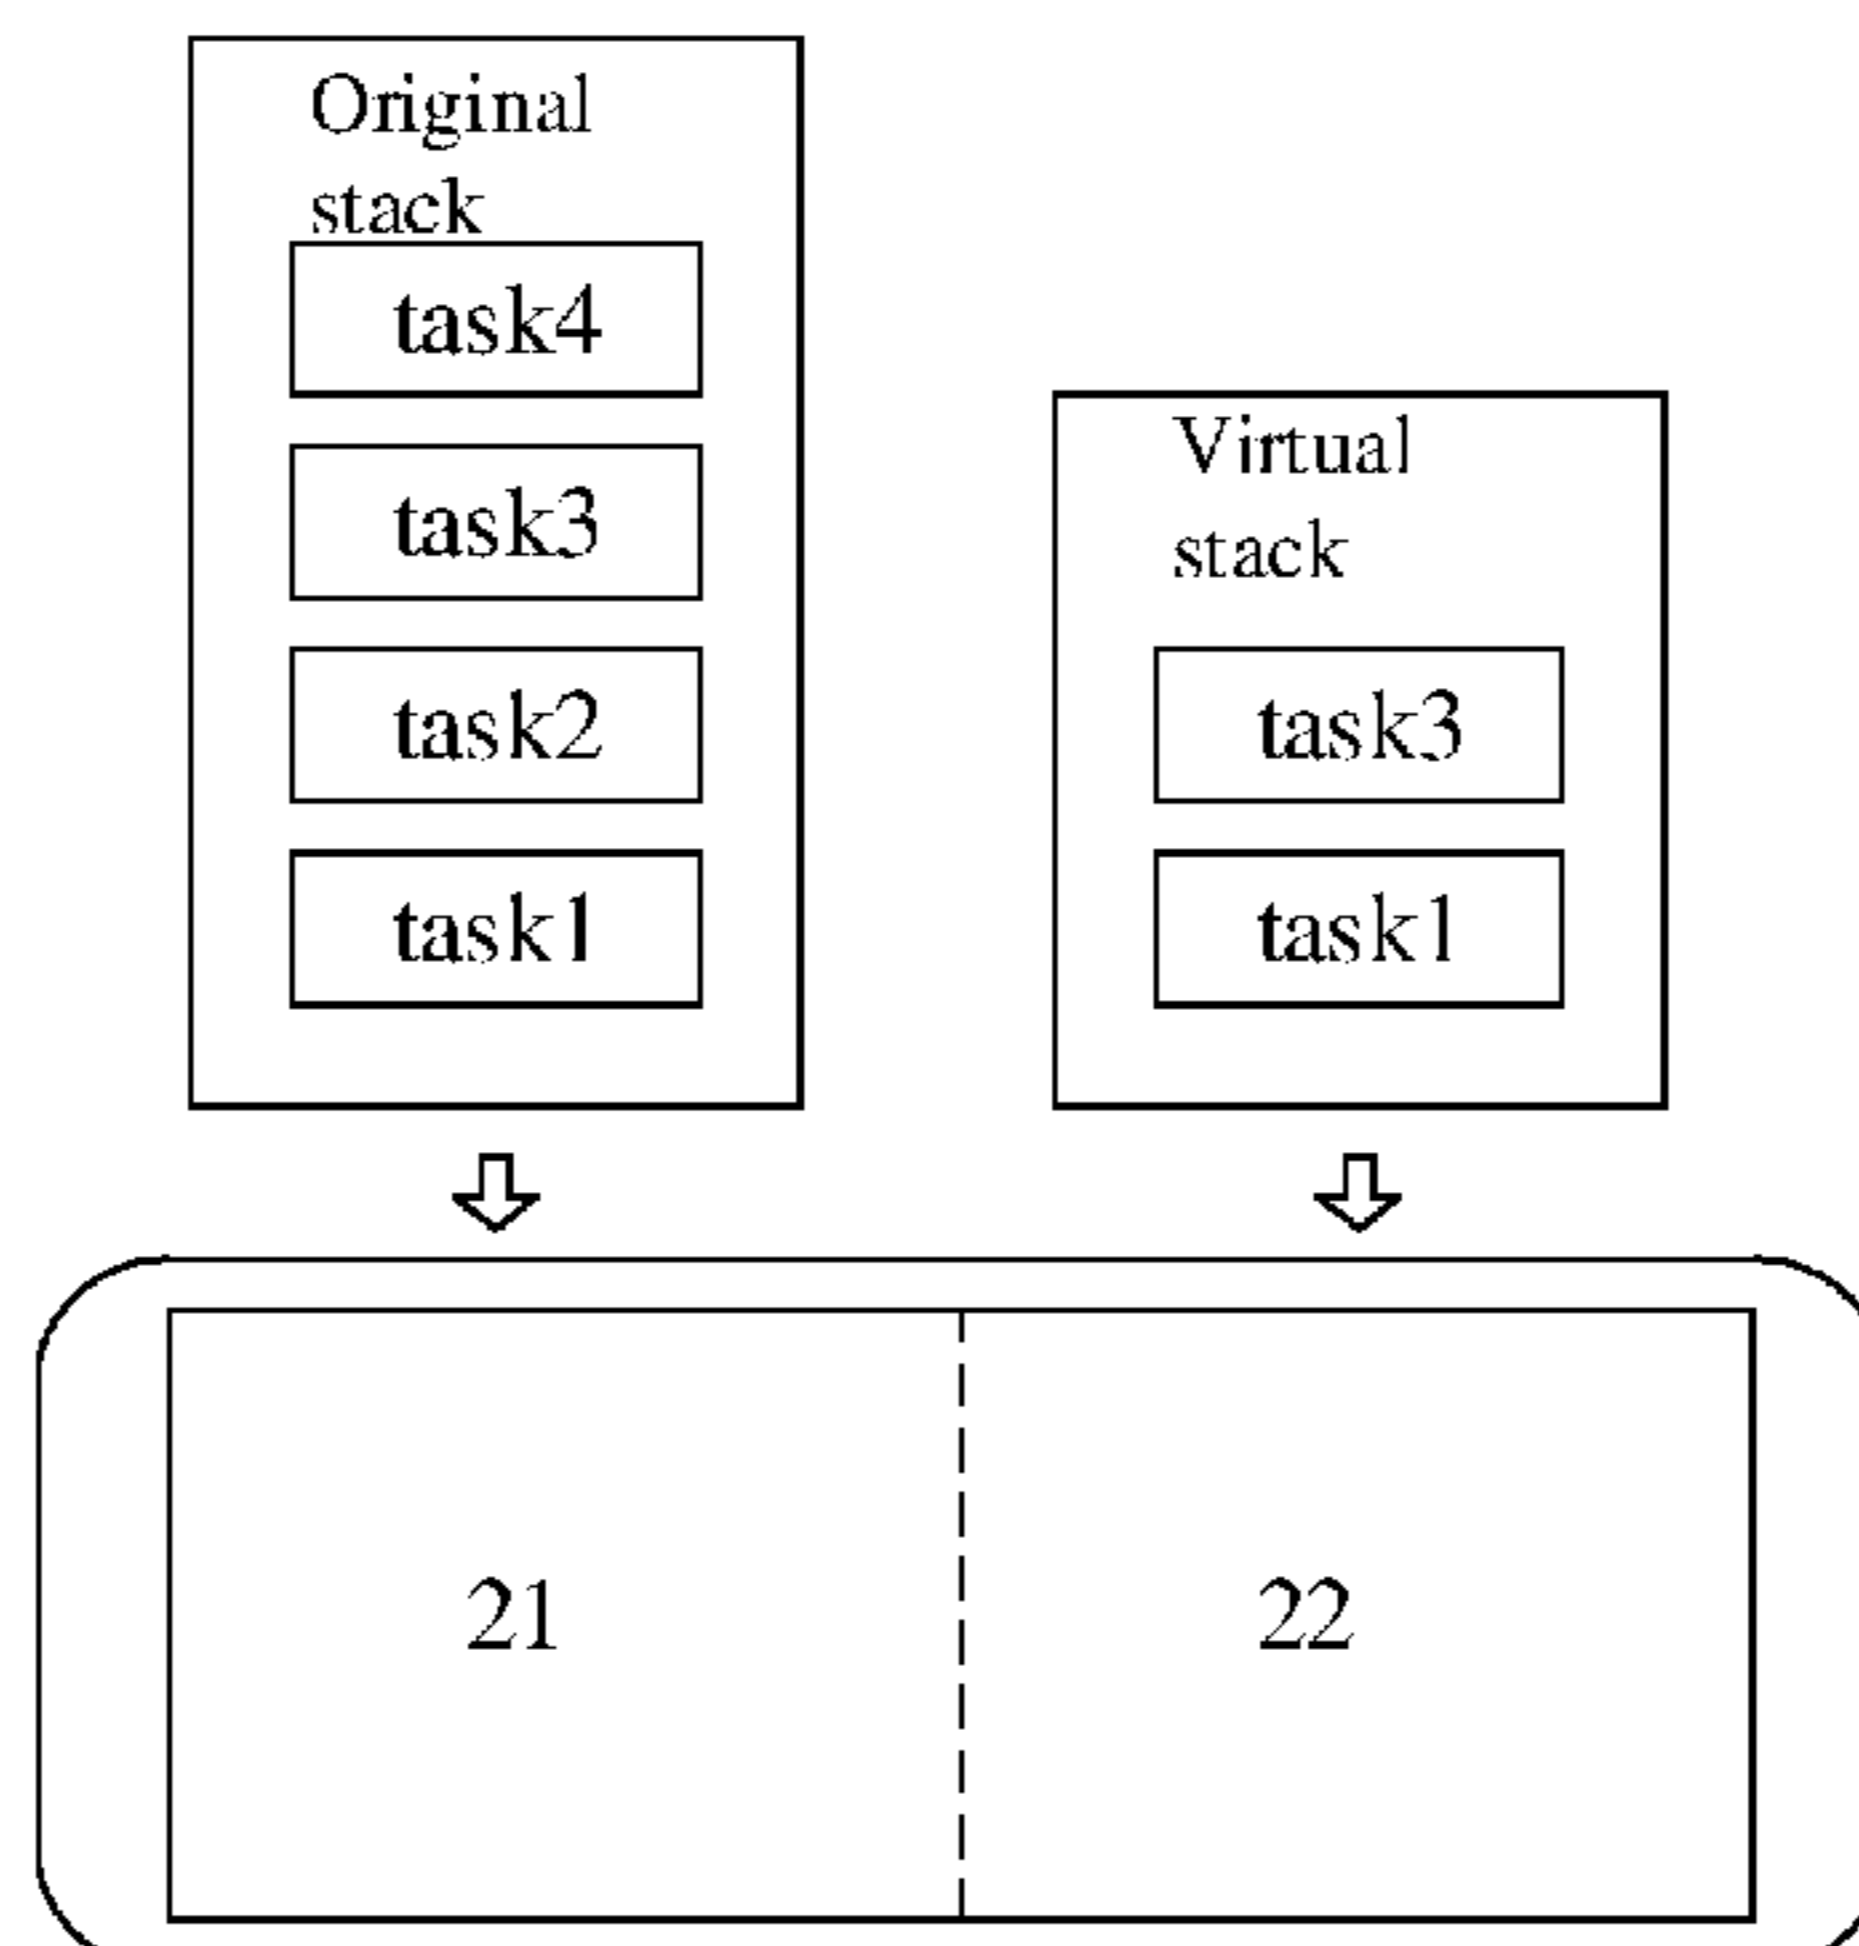 Original
stack
task4
task3
task2
task1
Virtual
stack
task3
task1
21
22